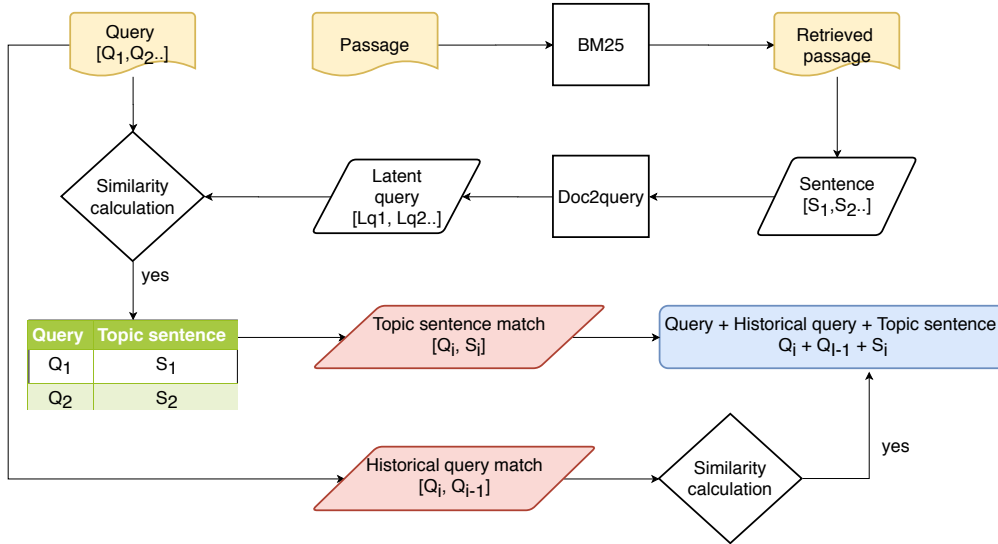 Query
[Q1,Q2..]
Passage
BM25
Retrieved
passage
Similarity
calculation
Latent
query
[Lq1, Lq2..]
Doc2query
Sentence
[S1,S2..]
yes
Query Topic sentence
Q1 S1
Q2 S2
Topic sentence match
[Qi, Si]
Query + Historical query + Topic sentence
Qi + QI-1 + Si
Historical query match
[Qi, Qi-1]
Similarity
calculation
yes